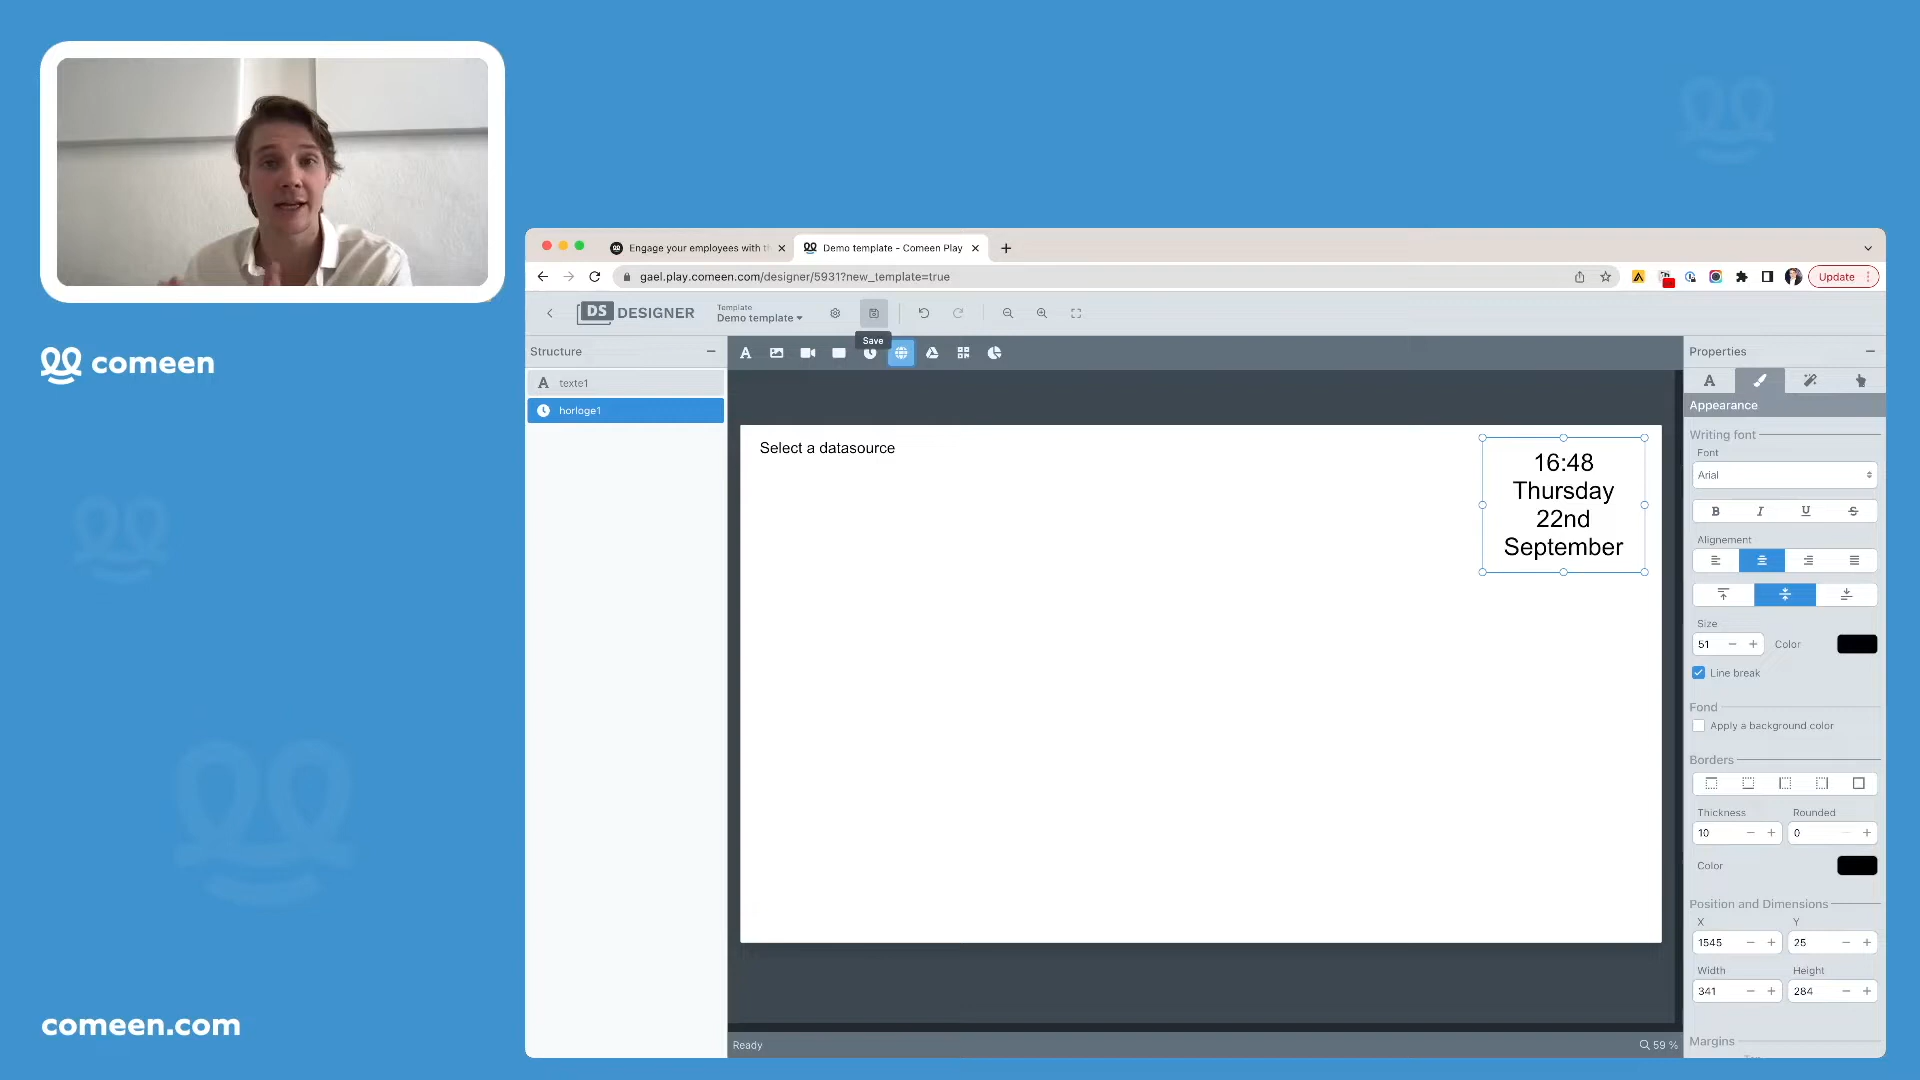 comeen
comeen.com
Engage your employees with th
Demo template - Comeen Play
gael.play.comeen.com/designer/5931?new_template=true
Update
DS DESIGNER
Template
Demo template
Save
Structure
texte1
horloge1
Select a datasource
16:48
Thursday
22nd
September
Ready
59 %
Properties
Appearance
Writing font
Font
Arial
B I U S
Alignement
Size
51
Color
Line break
Fond
Apply a background color
Borders
Thickness
Rounded
10
0
Color
Position and Dimensions
X
Y
1545
25
Width
Height
341
284
Margins